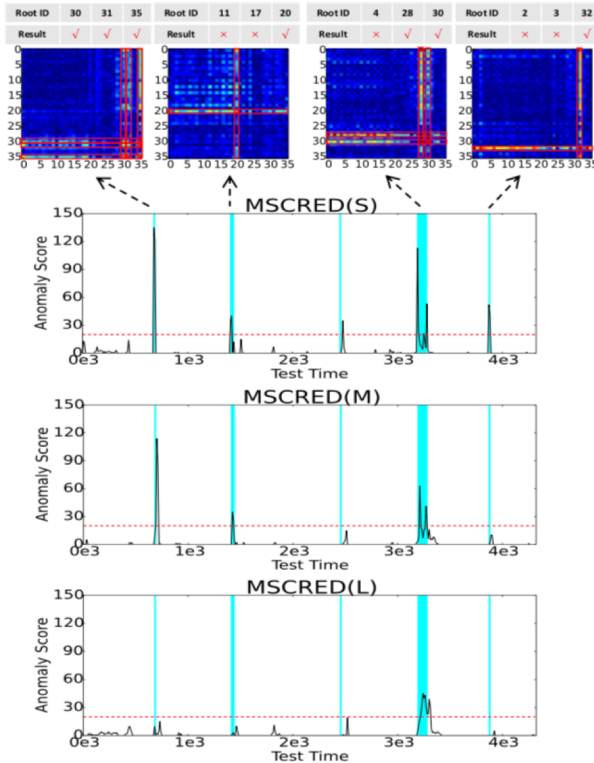 Root ID 30 31 35
Result √ √ √
Root ID 11 17 20
Result × × √
Root ID 4 28 30
Result × √ √
Root ID 2 3 32
Result × × √
0
5
10
15
20
25
30
35
0 5 10 15 20 25 30 35
0
5
10
15
20
25
30
35
0 5 10 15 20 25 30 35
0
5
10
15
20
25
30
35
0 5 10 15 20 25 30 35
0
5
10
15
20
25
30
35
0 5 10 15 20 25 30 35
MSCRED(S)
Anomaly Score
150
120
90
60
30
0
0e3 1e3 2e3 3e3 4e3
Test Time
MSCRED(M)
Anomaly Score
150
120
90
60
30
0
0e3 1e3 2e3 3e3 4e3
Test Time
MSCRED(L)
Anomaly Score
150
120
90
60
30
0
0e3 1e3 2e3 3e3 4e3
Test Time